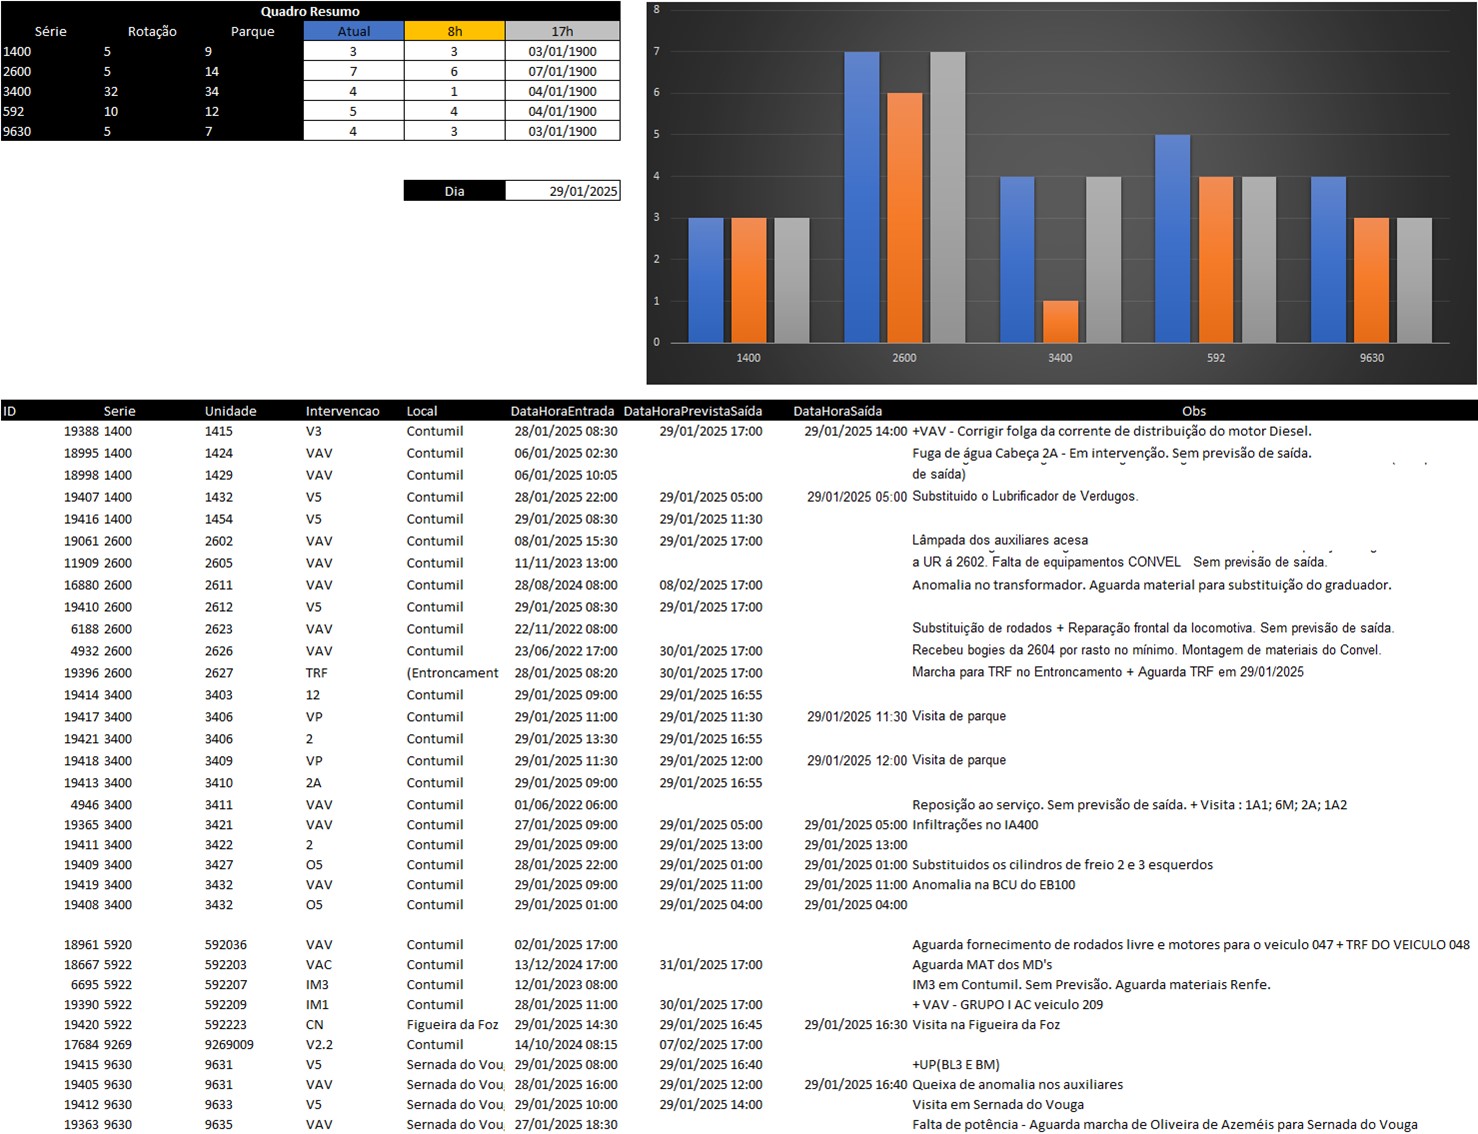 Quadro Resumo
Série Rotação Parque Atual 8h 17h
1400 5 9 3 3 03/01/1900
2600 5 14 7 6 07/01/1900
3400 32 34 4 1 04/01/1900
592 10 12 5 4 04/01/1900
9630 5 7 4 3 03/01/1900
Dia 29/01/2025
8
7
6
5
4
3
2
1
0
1400 2600 3400 592 9630
ID Serie Unidade Intervencao Local DataHoraEntrada DataHoraPrevistaSaída DataHoraSaída Obs
19388 1400 1415 V3 Contumil 28/01/2025 08:30 29/01/2025 17:00 29/01/2025 14:00 +VAV - Corrigir folga da corrente de distribuição do motor Diesel.
18995 1400 1424 VAV Contumil 06/01/2025 02:30 Fuga de água Cabeça 2A - Em intervenção. Sem previsão de saída.
18998 1400 1429 VAV Contumil 06/01/2025 10:05 de saída)
19407 1400 1432 V5 Contumil 28/01/2025 22:00 29/01/2025 05:00 29/01/2025 05:00 Substituido o Lubrificador de Verdugos.
19416 1400 1454 V5 Contumil 29/01/2025 08:30 29/01/2025 11:30
19061 2600 2602 VAV Contumil 08/01/2025 15:30 29/01/2025 17:00 Lâmpada dos auxiliares acesa
11909 2600 2605 VAV Contumil 11/11/2023 13:00 a UR á 2602. Falta de equipamentos CONVEL Sem previsão de saída.
16880 2600 2611 VAV Contumil 28/08/2024 08:00 08/02/2025 17:00 Anomalia no transformador. Aguarda material para substituição do graduador.
19410 2600 2612 V5 Contumil 29/01/2025 08:30 29/01/2025 17:00
6188 2600 2623 VAV Contumil 22/11/2022 08:00 Substituição de rodados + Reparação frontal da locomotiva. Sem previsão de saída.
4932 2600 2626 VAV Contumil 23/06/2022 17:00 30/01/2025 17:00 Recebeu bogies da 2604 por rasto no mínimo. Montagem de materiais do Convel.
19396 2600 2627 TRF (Entroncament 28/01/2025 08:20 30/01/2025 17:00 Marcha para TRF no Entroncamento + Aguarda TRF em 29/01/2025
19414 3400 3403 12 Contumil 29/01/2025 09:00 29/01/2025 16:55
19417 3400 3406 VP Contumil 29/01/2025 11:00 29/01/2025 11:30 29/01/2025 11:30 Visita de parque
19421 3400 3406 2 Contumil 29/01/2025 13:30 29/01/2025 16:55
19418 3400 3409 VP Contumil 29/01/2025 11:30 29/01/2025 12:00 29/01/2025 12:00 Visita de parque
19413 3400 3410 2A Contumil 29/01/2025 09:00 29/01/2025 16:55
4946 3400 3411 VAV Contumil 01/06/2022 06:00 Reposição ao serviço. Sem previsão de saída. + Visita : 1A1; 6M; 2A; 1A2
19365 3400 3421 VAV Contumil 27/01/2025 09:00 29/01/2025 05:00 29/01/2025 05:00 Infiltrações no IA400
19411 3400 3422 2 Contumil 29/01/2025 09:00 29/01/2025 13:00 29/01/2025 13:00
19409 3400 3427 O5 Contumil 28/01/2025 22:00 29/01/2025 01:00 29/01/2025 01:00 Substituidos os cilindros de freio 2 e 3 esquerdos
19419 3400 3432 VAV Contumil 29/01/2025 09:00 29/01/2025 11:00 29/01/2025 11:00 Anomalia na BCU do EB100
19408 3400 3432 O5 Contumil 29/01/2025 01:00 29/01/2025 04:00 29/01/2025 04:00
18961 5920 592036 VAV Contumil 02/01/2025 17:00 Aguarda fornecimento de rodados livre e motores para o veiculo 047 + TRF DO VEICULO 048
18667 5922 592203 VAC Contumil 13/12/2024 17:00 31/01/2025 17:00 Aguarda MAT dos MD's
6695 5922 592207 IM3 Contumil 12/01/2023 08:00 IM3 em Contumil. Sem Previsão. Aguarda materiais Renfe.
19390 5922 592209 IM1 Contumil 28/01/2025 11:00 30/01/2025 17:00 + VAV - GRUPO I AC veiculo 209
19420 5922 592223 CN Figueira da Foz 29/01/2025 14:30 29/01/2025 16:45 29/01/2025 16:30 Visita na Figueira da Foz
17684 9269 9269009 V2.2 Contumil 14/10/2024 08:15 07/02/2025 17:00
19415 9630 9631 V5 Sernada do Vou 29/01/2025 08:00 29/01/2025 16:40 +UP(BL3 E BM)
19405 9630 9631 VAV Sernada do Vou 28/01/2025 16:00 29/01/2025 12:00 29/01/2025 16:40 Queixa de anomalia nos auxiliares
19412 9630 9633 V5 Sernada do Vou 29/01/2025 10:00 29/01/2025 14:00 Visita em Sernada do Vouga
19363 9630 9635 VAV Sernada do Vou 27/01/2025 18:30 Falta de potência - Aguarda marcha de Oliveira de Azeméis para Sernada do Vouga